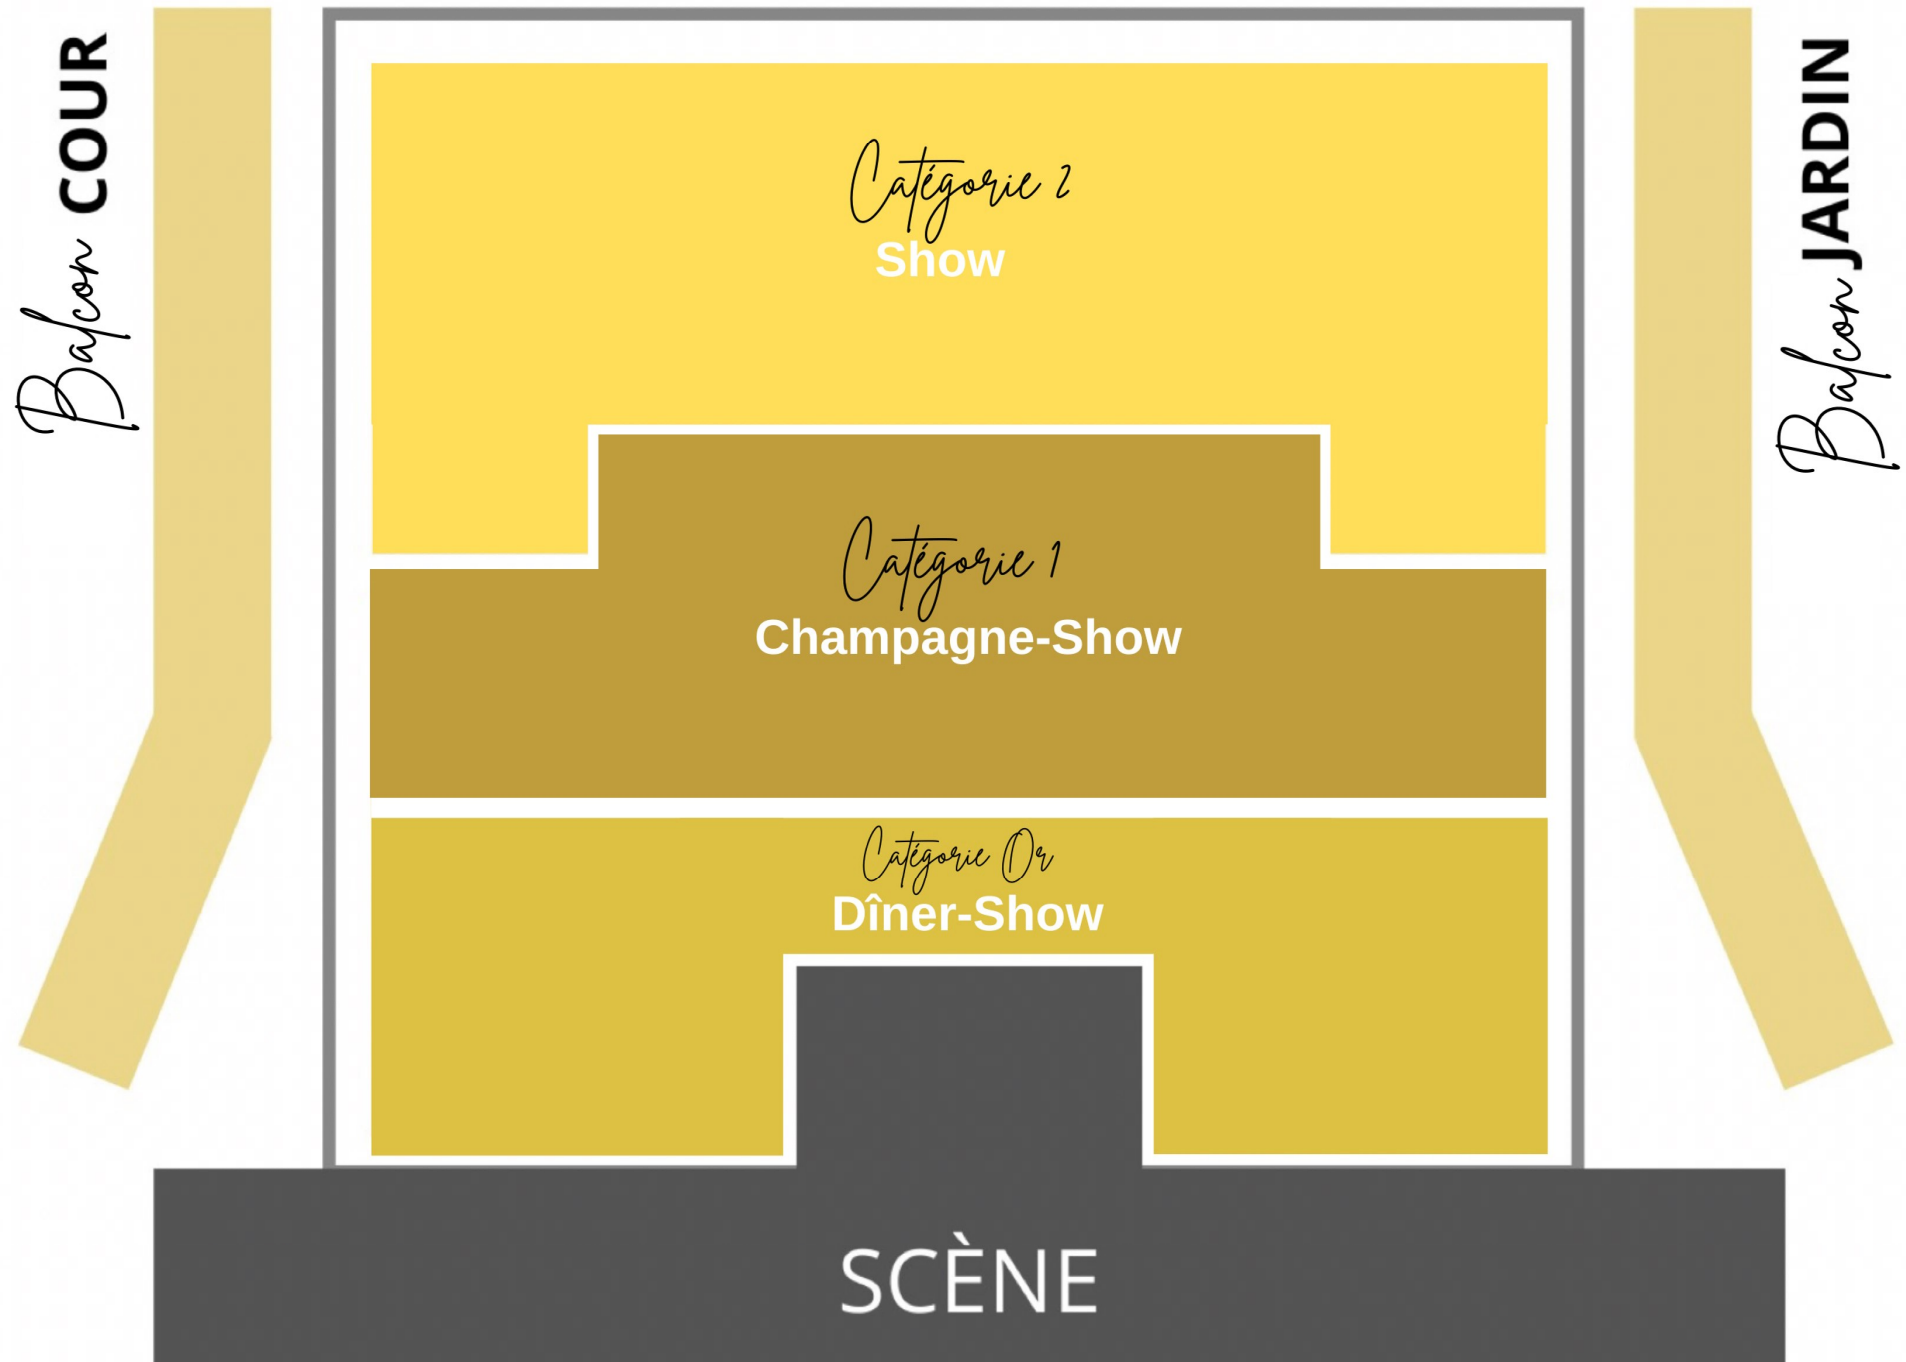 Balcon COUR
Catégorie 2
Show
Balcon JARDIN
Catégorie 1
Champagne-Show
Catégorie Or
Dîner-Show
SCÈNE